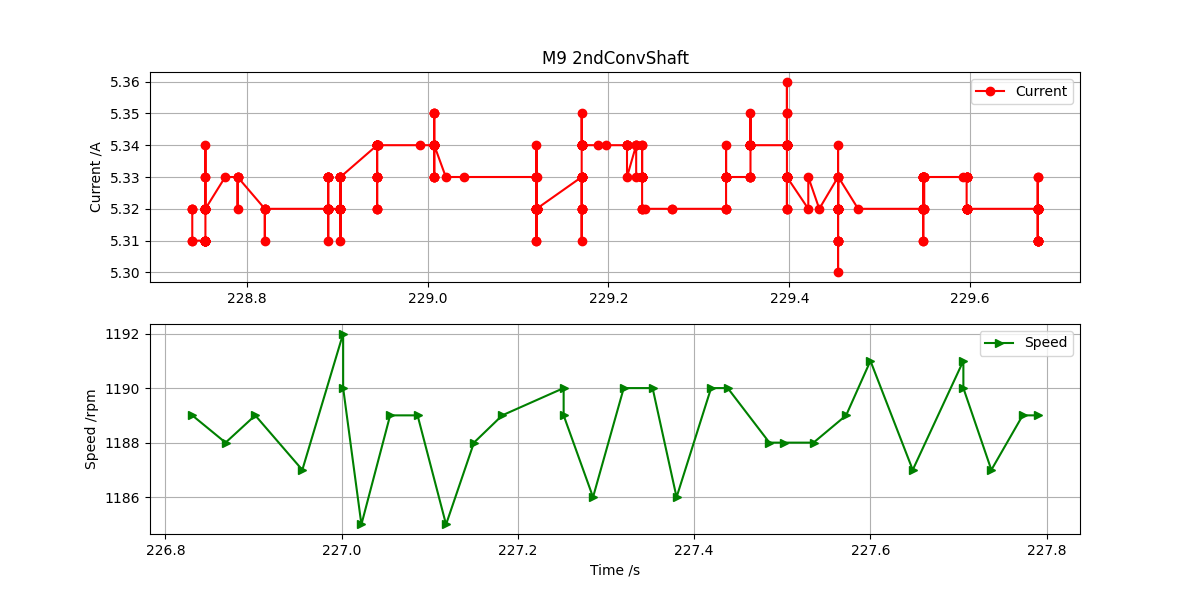 M9 2ndConvShaft
5.36
5.35
5.34
5.33
5.32
5.31
5.30
Current /A
Current
228.8 229.0 229.2 229.4 229.6
1192
1190
1188
1186
Speed /rpm
Speed
226.8 227.0 227.2 227.4 227.6 227.8
Time /s